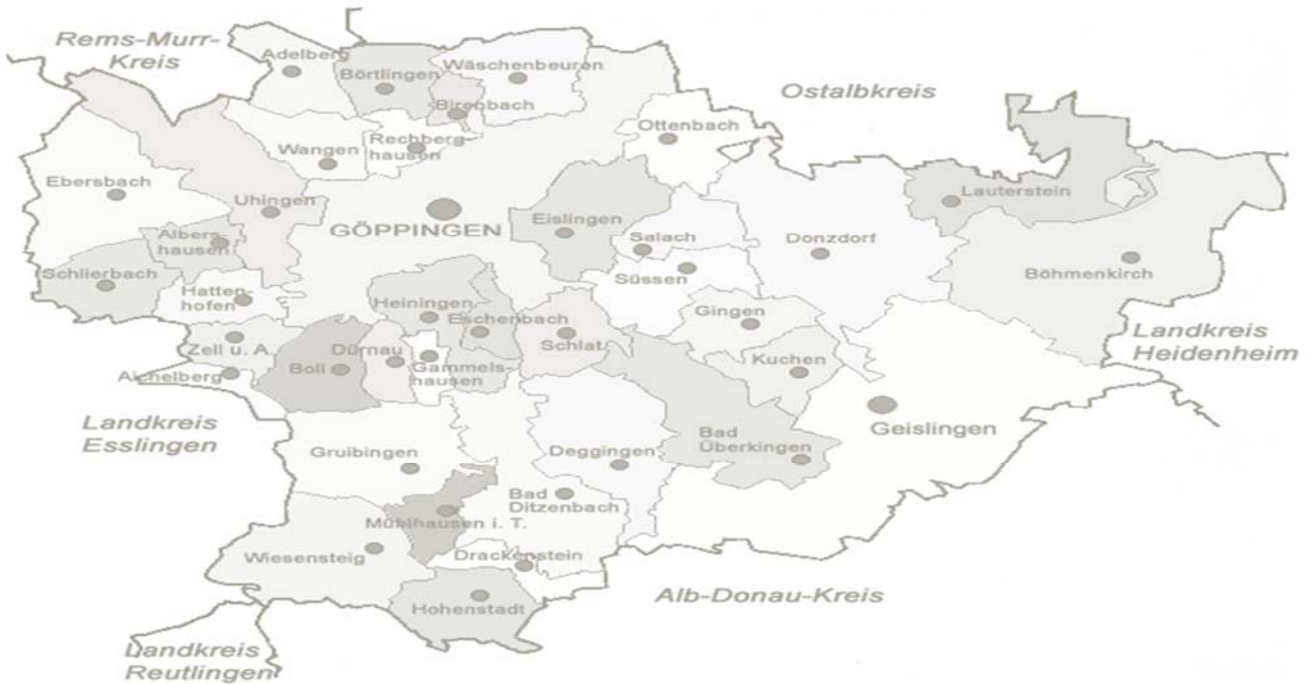 Rems-Murr-
Kreis
Adelberg
Börtlingen
Wäschenbeuren
Birenbach
Ostalbkreis
Ottenbach
Wangen
Rechberg-
hausen
Ebersbach
Uhingen
Lauterstein
GÖPPINGEN
Eislingen
Albers-
hausen
Salach
Donzdorf
Schlierbach
Süssen
Böhmenkirch
Hatten-
hofen
Heiningen
Eschenbach
Gingen
Landkreis
Heidenheim
Zell u. A.
Dürnau
Schlat
Kuchen
Aichelberg
Boll
Gammels-
hausen
Landkreis
Esslingen
Geislingen
Gruibingen
Deggingen
Bad
Überkingen
Bad
Ditzenbach
Mühlhausen i. T.
Wiesensteig
Drackenstein
Hohenstadt
Alb-Donau-Kreis
Landkreis
Reutlingen